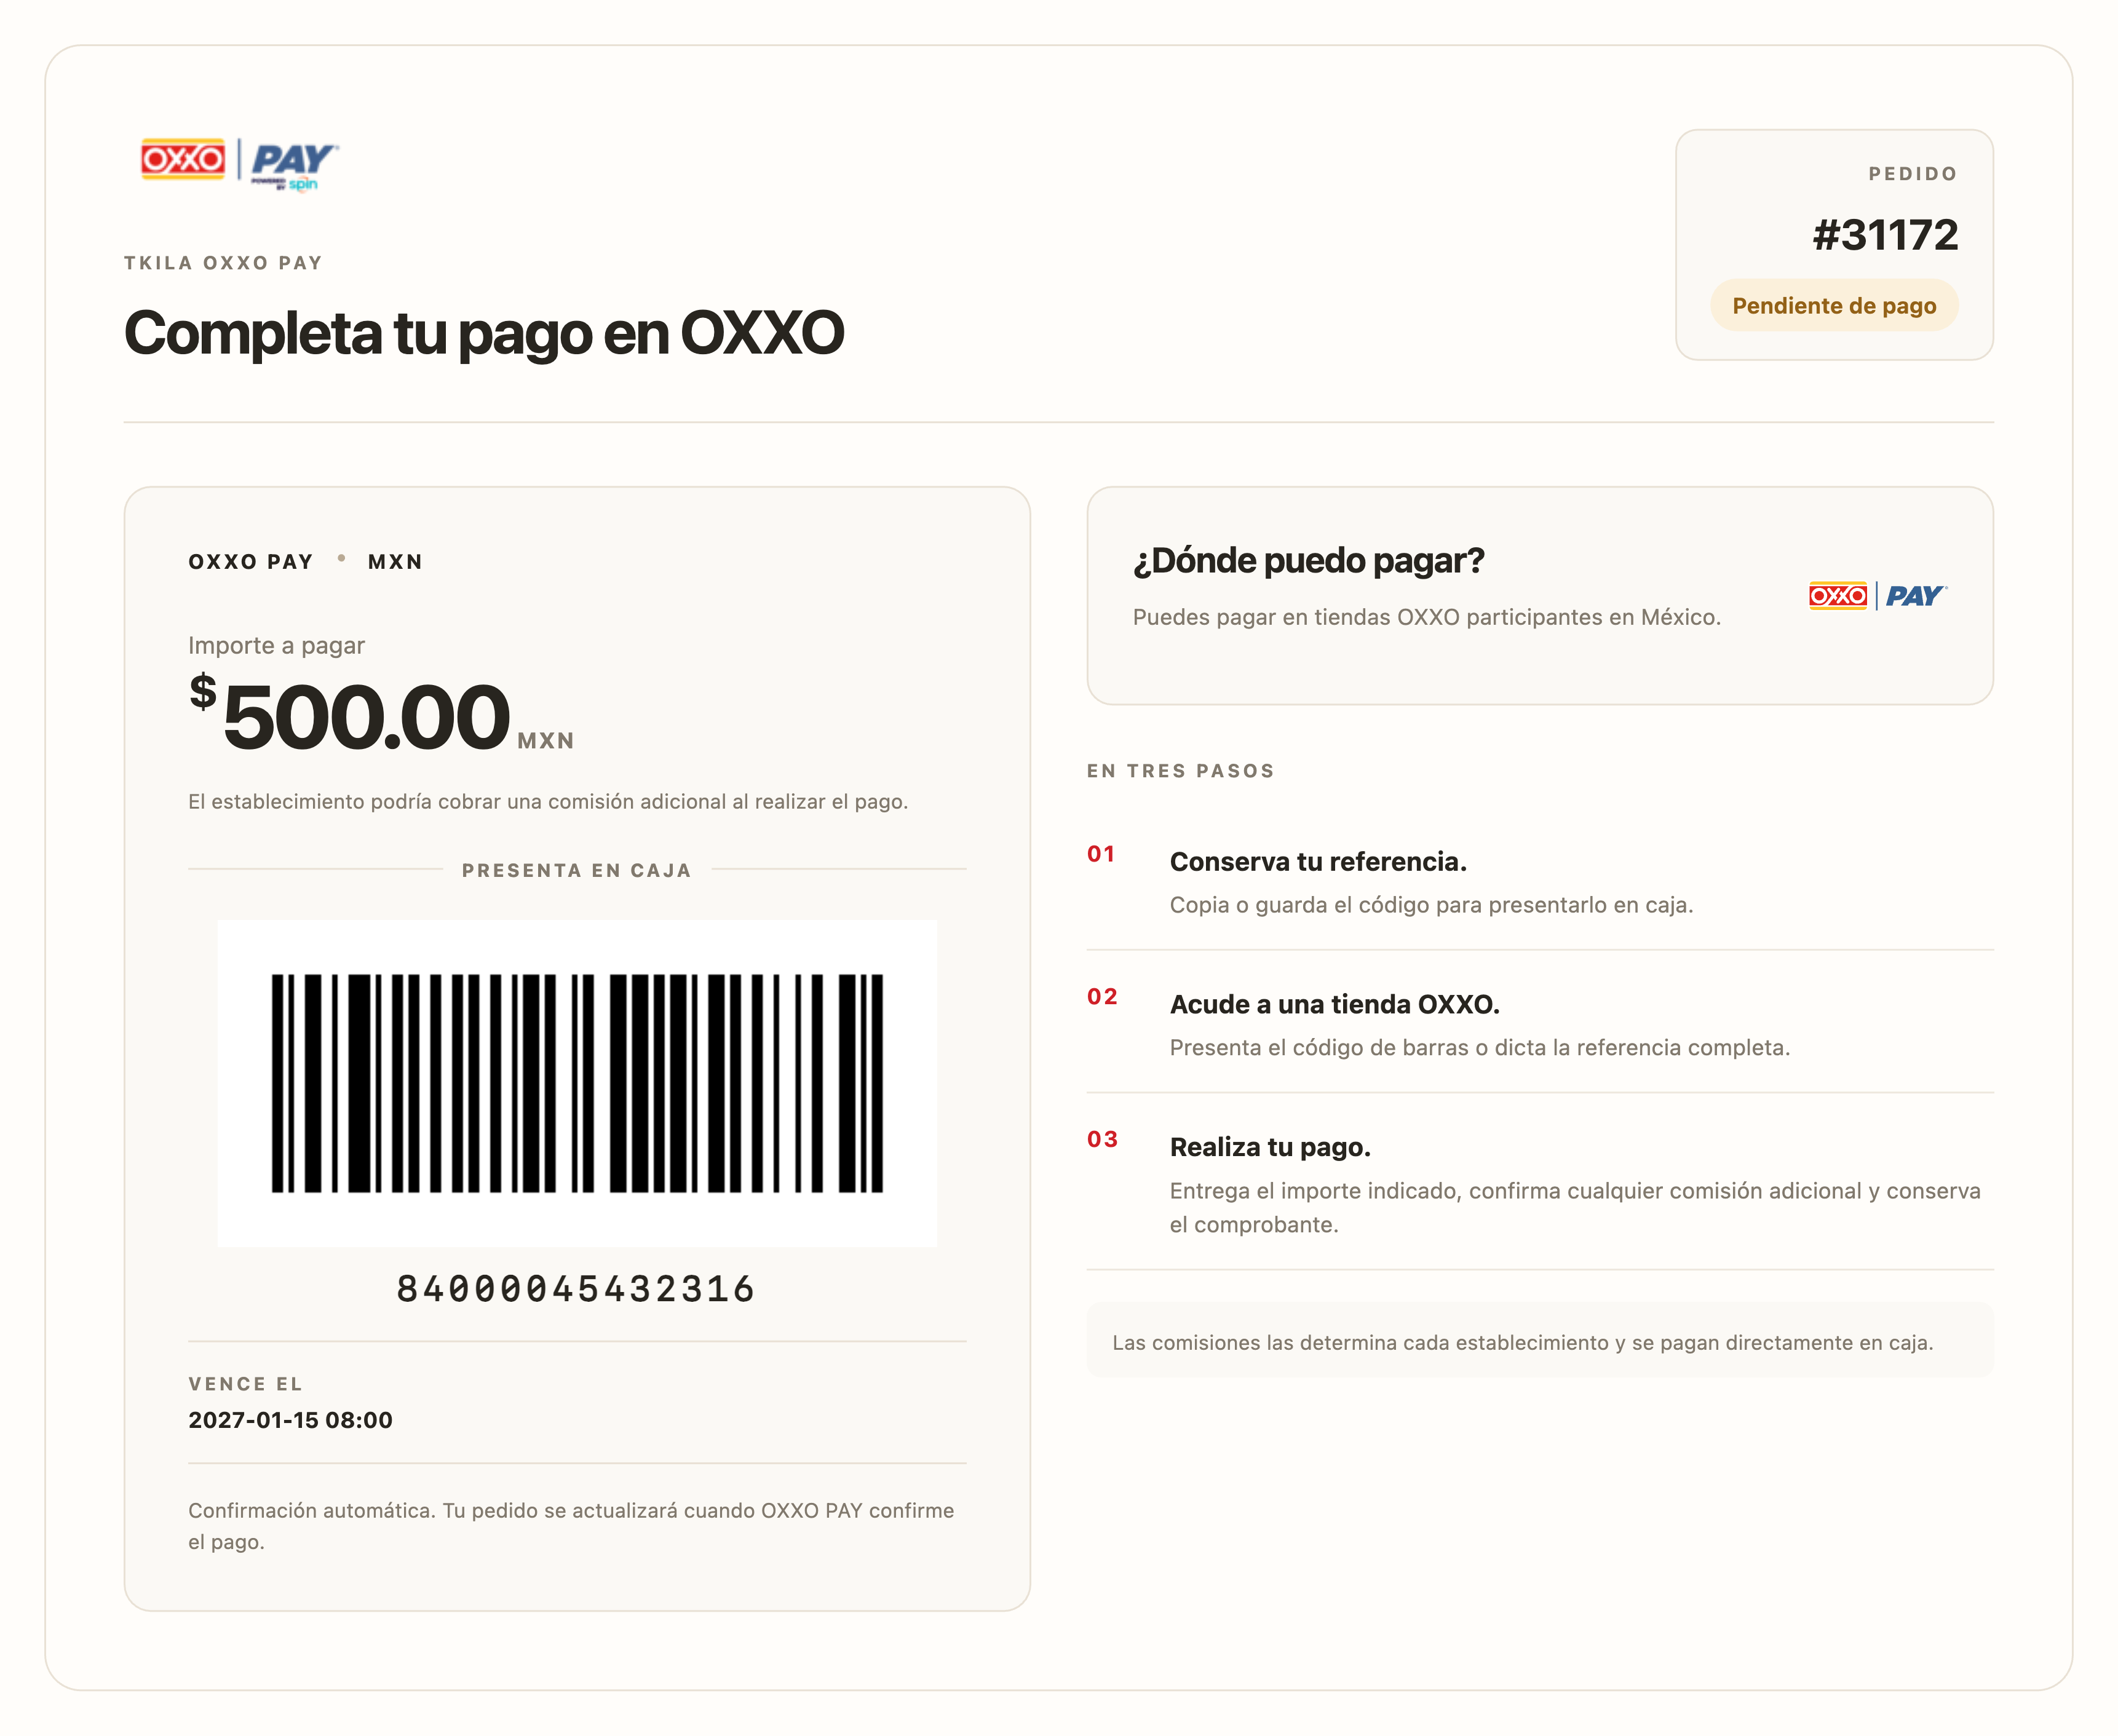 OXXO PAY
POWERED BY spin
TKILA OXXO PAY
Completa tu pago en OXXO
PEDIDO
#31172
Pendiente de pago
OXXO PAY • MXN
Importe a pagar
$500.00 MXN
El establecimiento podría cobrar una comisión adicional al realizar el pago.
PRESENTA EN CAJA
84000045432316
VENCE EL
2027-01-15 08:00
Confirmación automática. Tu pedido se actualizará cuando OXXO PAY confirme
el pago.
¿Dónde puedo pagar?
Puedes pagar en tiendas OXXO participantes en México.
OXXO PAY
EN TRES PASOS
01 Conserva tu referencia.
Copia o guarda el código para presentarlo en caja.
02 Acude a una tienda OXXO.
Presenta el código de barras o dicta la referencia completa.
03 Realiza tu pago.
Entrega el importe indicado, confirma cualquier comisión adicional y conserva
el comprobante.
Las comisiones las determina cada establecimiento y se pagan directamente en caja.